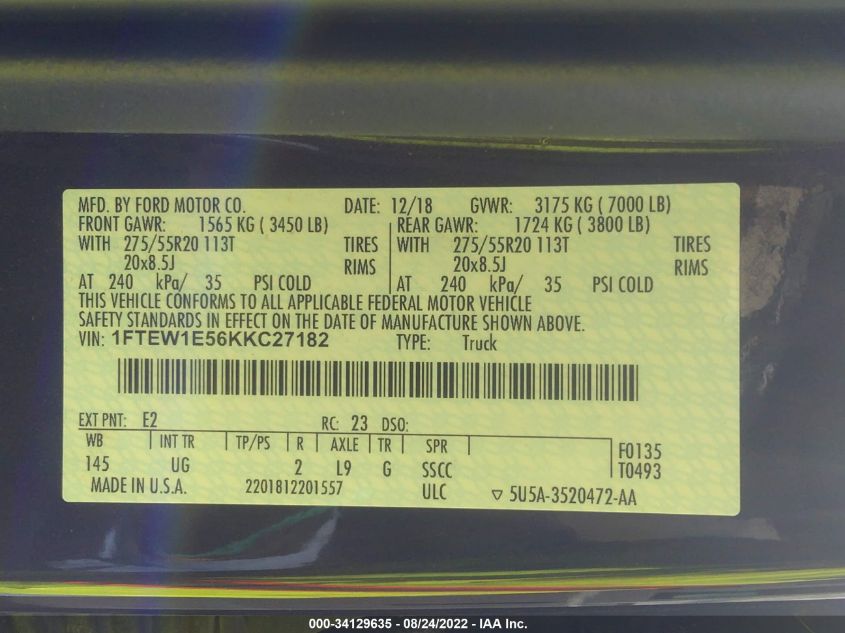 MFD. BY FORD MOTOR CO. DATE: 12/18 GVWR: 3175 KG ( 7000 LB)
FRONT GAWR: 1565 KG ( 3450 LB) REAR GAWR: 1724 KG ( 3800 LB)
WITH 275/55R20 113T TIRES WITH 275/55R20 113T TIRES
20x8.5J RIMS 20x8.5J RIMS
AT 240 kPa/ 35 PSI COLD AT 240 kPa/ 35 PSI COLD
THIS VEHICLE CONFORMS TO ALL APPLICABLE FEDERAL MOTOR VEHICLE
SAFETY STANDARDS IN EFFECT ON THE DATE OF MANUFACTURE SHOWN ABOVE.
VIN: 1FTEW1E56KKC27182 TYPE: Truck
EXT PNT: E2 RC: 23 DSO:
WB INT TR TP/PS R AXLE TR SPR F0135
145 UG 2 L9 G SSCC T0493
MADE IN U.S.A. 2201812201557 ULC ▽ 5U5A-3520472-AA
000-34129635 - 08/24/2022 - IAA Inc.